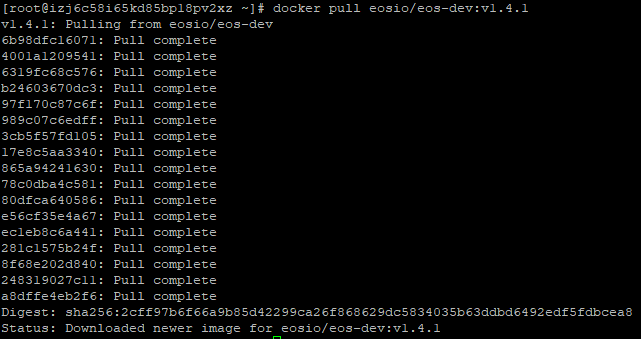 [root@izj6c58i65kd85bp18pv2xz ~]# docker pull eosio/eos-dev:v1.4.1
v1.4.1: Pulling from eosio/eos-dev
6b98dfc16071: Pull complete
4001a1209541: Pull complete
6319fc68c576: Pull complete
b24603670dc3: Pull complete
97f170c87c6f: Pull complete
989c07c6edff: Pull complete
3cb5f57fd105: Pull complete
17e8c5aa3340: Pull complete
865a94241630: Pull complete
78c0dba4c581: Pull complete
80dfca640586: Pull complete
e56cf35e4a67: Pull complete
ec1eb8c6a441: Pull complete
281c1575b24f: Pull complete
8f68e202d840: Pull complete
248319027c11: Pull complete
a8dffe4eb2f6: Pull complete
Digest: sha256:2cff97b6f66a9b85d42299ca26f868629dc5834035b63ddbd6492edf5fdbcea8
Status: Downloaded newer image for eosio/eos-dev:v1.4.1